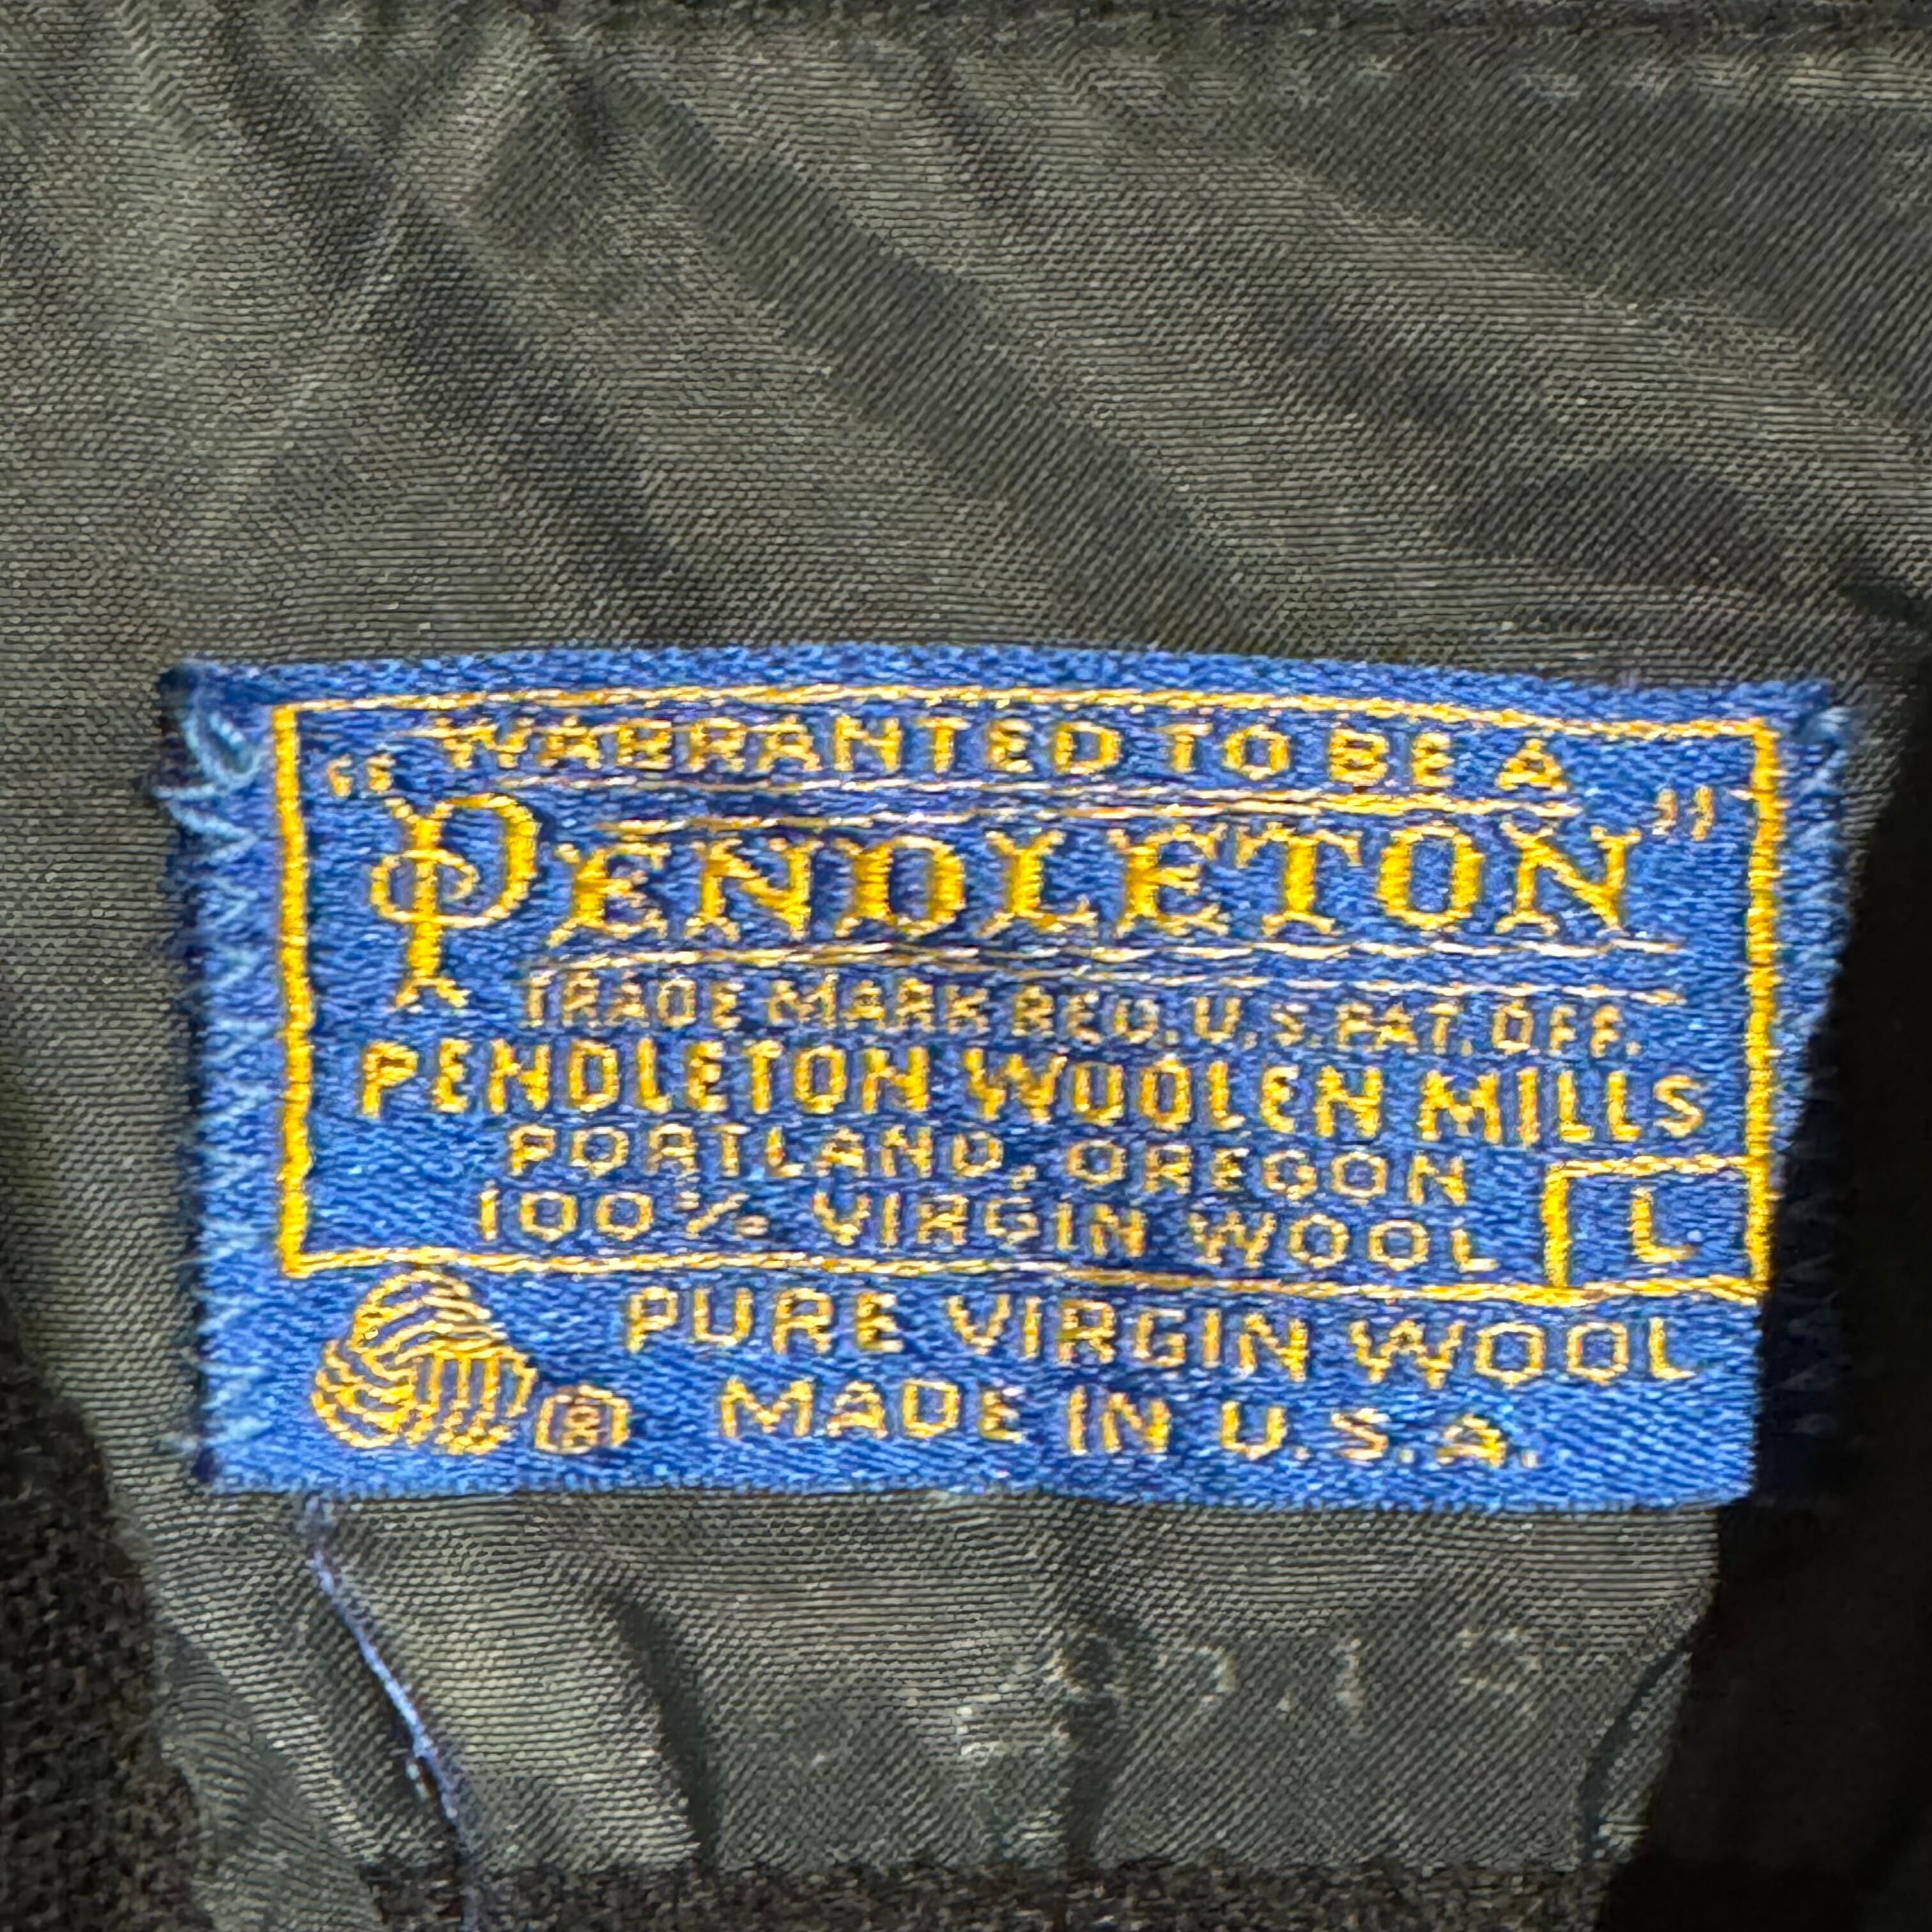 WARRANTED TO BE A
"PENDLETON"
TRADE MARK REG. U.S. PAT. OFF.
PENDLETON WOOLEN MILLS
PORTLAND, OREGON
100% VIRGIN WOOL
L
PURE VIRGIN WOOL
MADE IN U.S.A.